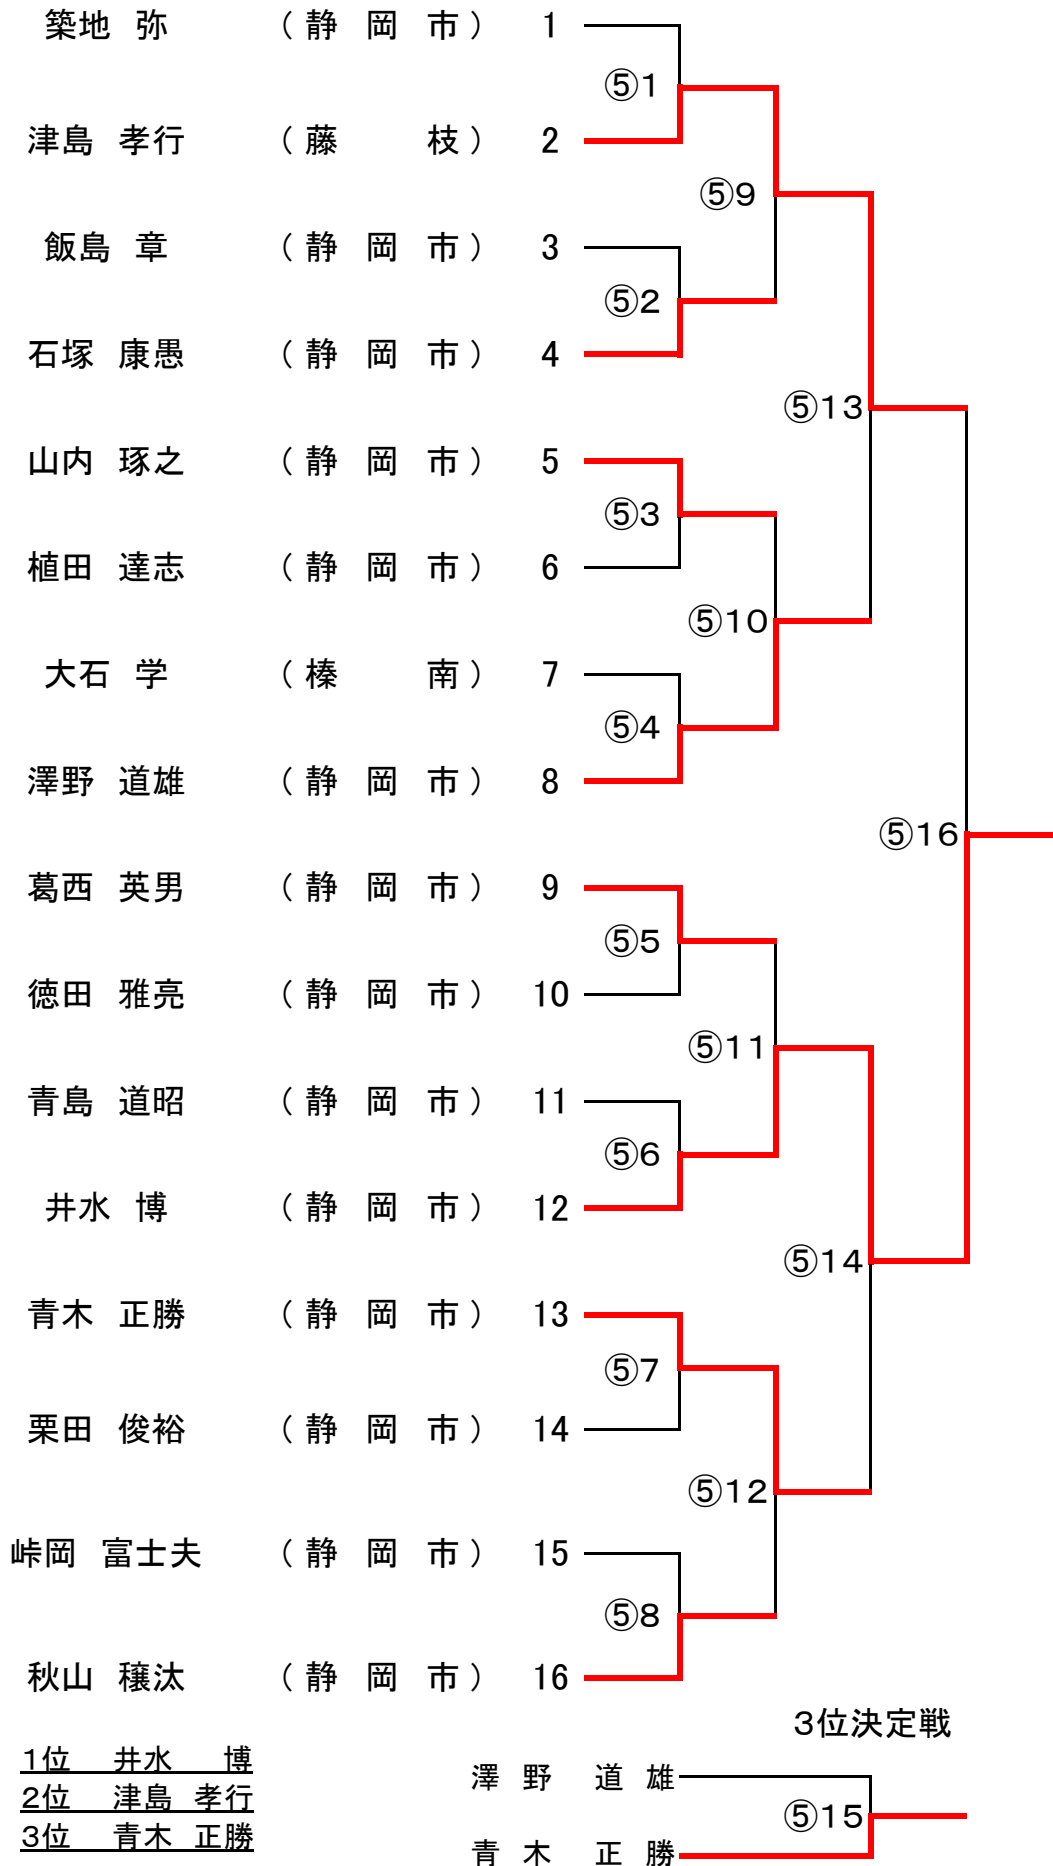 築地 弥 （静岡市） 1
⑤1
津島 孝行 （藤枝） 2
⑤9
飯島 章 （静岡市） 3
⑤2
石塚 康愚 （静岡市） 4
⑤13
山内 琢之 （静岡市） 5
⑤3
植田 達志 （静岡市） 6
⑤10
大石 学 （榛南） 7
⑤4
澤野 道雄 （静岡市） 8
⑤16
葛西 英男 （静岡市） 9
⑤5
徳田 雅亮 （静岡市） 10
⑤11
青島 道昭 （静岡市） 11
⑤6
井水 博 （静岡市） 12
⑤14
青木 正勝 （静岡市） 13
⑤7
栗田 俊裕 （静岡市） 14
⑤12
峠岡 富士夫 （静岡市） 15
⑤8
秋山 穣汰 （静岡市） 16
3位決定戦
1位 井水 博
2位 津島 孝行
3位 青木 正勝
澤野 道雄
⑤15
青木 正勝